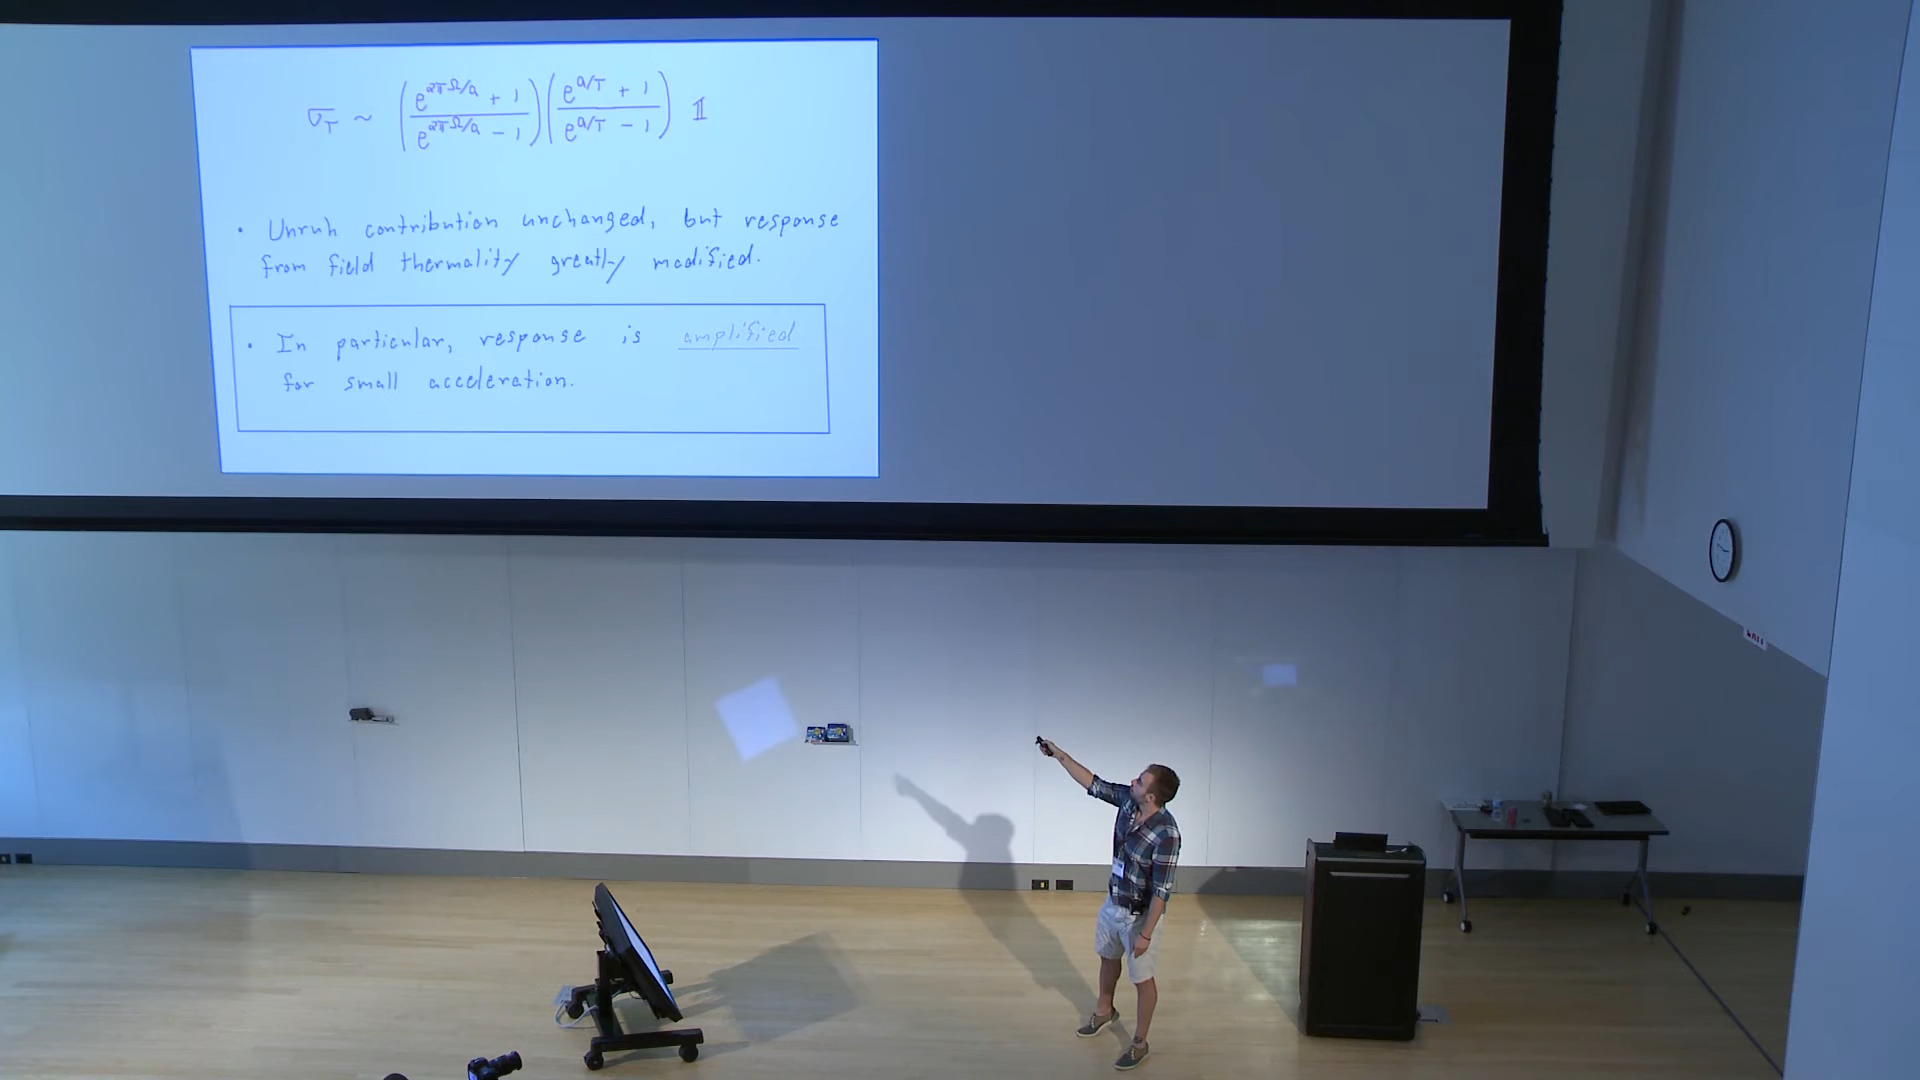 σ_T ~ ( (e^{2πΩ/a} + 1) / (e^{2πΩ/a} - 1) ) ( (e^{a/T} + 1) / (e^{a/T} - 1) ) 𝟙
• Unruh contribution unchanged, but response
from field thermality greatly modified.
• In particular, response is amplified
for small acceleration.